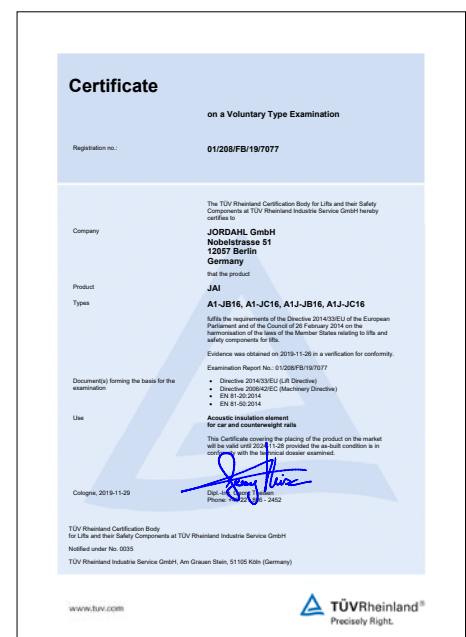 Certificate
on a Voluntary Type Examination
Registration no.:
01/208/FB/19/7077
The TÜV Rheinland Certification Body for Lifts and their Safety
Components at TÜV Rheinland Industrie Service GmbH hereby
certifies to
Company
JORDAHL GmbH
Nobelstrasse 51
12057 Berlin
Germany
that the product
Product
JAI
Types
A1-JB16, A1-JC16, A1J-JB16, A1J-JC16
fulfils the requirements of the Directive 2014/33/EU of the European
Parliament and of the Council of 26 February 2014 on the
harmonisation of the laws of the Member States relating to lifts and
safety components for lifts.
Evidence was obtained on 2019-11-26 in a verification for conformity.
Examination Report No.: 01/208/FB/19/7077
Document(s) forming the basis for the
examination
• Directive 2014/33/EU (Lift Directive)
• Directive 2006/42/EC (Machinery Directive)
• EN 81-20:2014
• EN 81-50:2014
Use
Acoustic insulation element
for car and counterweight rails
This Certificate covering the placing of the product on the market
will be valid until 2024-11-28 provided the as-built condition is in
conformity with the technical dossier examined.
Cologne, 2019-11-29
Dipl.-Ing.
Phone: - 2452
TÜV Rheinland Certification Body
for Lifts and their Safety Components at TÜV Rheinland Industrie Service GmbH
Notified under No. 0035
TÜV Rheinland Industrie Service GmbH, Am Grauen Stein, 51105 Köln (Germany)
www.tuv.com
TÜVRheinland®
Precisely Right.